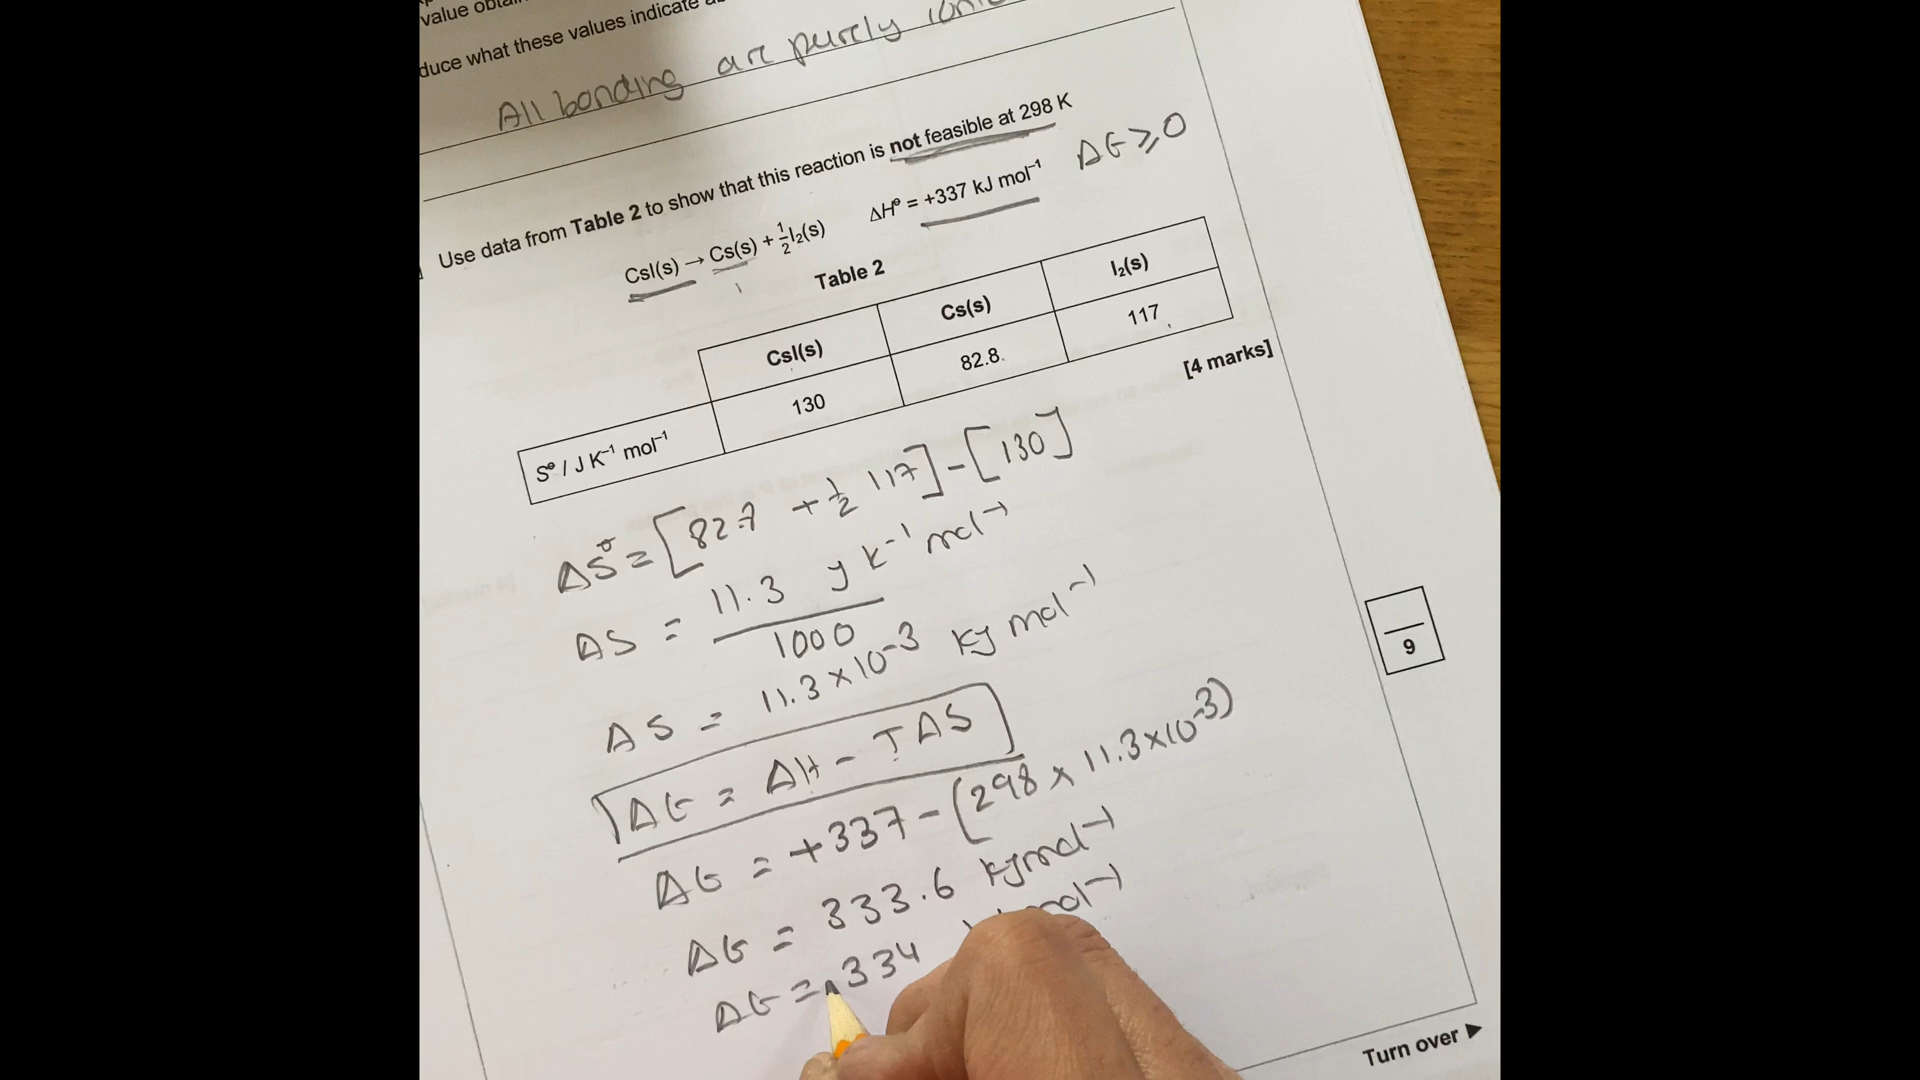 value obtain
duce what these values indicate a
All bonding are purely ionic
Use data from Table 2 to show that this reaction is not feasible at 298 K
CsI(s) → Cs(s) + ½I₂(s) ΔH⦵ = +337 kJ mol⁻¹ ΔG ⩾ 0
Table 2
CsI(s) Cs(s) I₂(s)
S⦵ / J K⁻¹ mol⁻¹ 130 82.8 117
[4 marks]
ΔS⦵ = [82.7 + ½ 117] - [130]
ΔS = 11.3 J K⁻¹ mol⁻¹
1000
ΔS = 11.3 × 10⁻³ KJ mol⁻¹
ΔG = ΔH - TΔS
ΔG = +337 - (298 × 11.3 × 10⁻³)
ΔG = 333.6 KJ mol⁻¹
ΔG = 334 mol⁻¹
9
Turn over ►